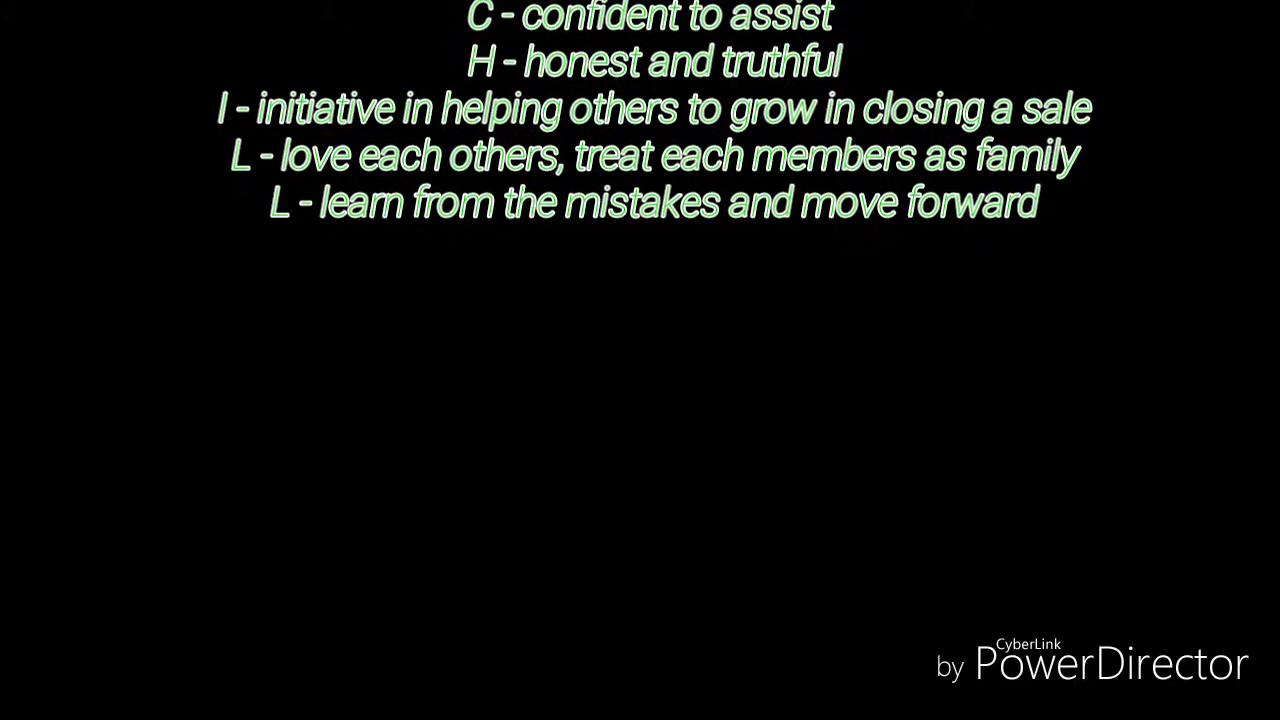 C - confident to assist
H - honest and truthful
I - initiative in helping others to grow in closing a sale
L - love each others, treat each members as family
L - learn from the mistakes and move forward
CyberLink
by PowerDirector